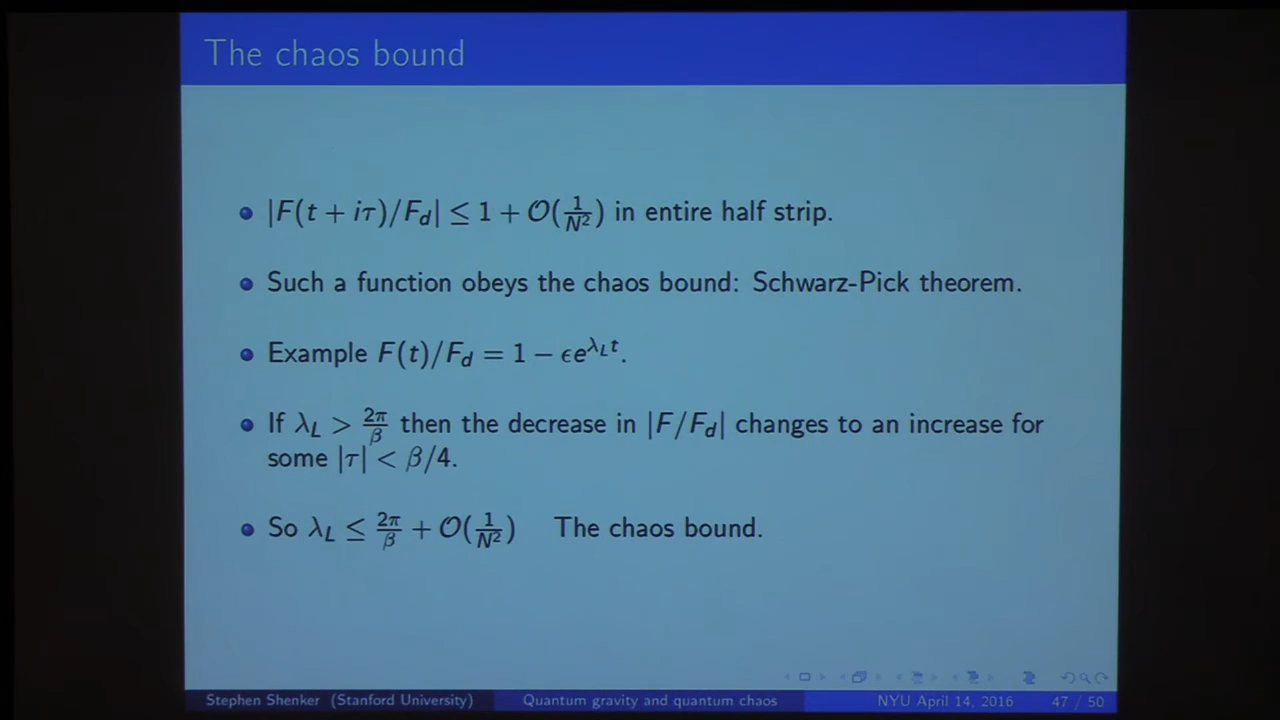 The chaos bound
• |F(t + iτ)/F_d| ≤ 1 + 𝒪(1/N²) in entire half strip.
• Such a function obeys the chaos bound: Schwarz-Pick theorem.
• Example F(t)/F_d = 1 − ϵe^{λ_L t}.
• If λ_L > 2π/β then the decrease in |F/F_d| changes to an increase for
some |τ| < β/4.
• So λ_L ≤ 2π/β + 𝒪(1/N²) The chaos bound.
Stephen Shenker (Stanford University) Quantum gravity and quantum chaos NYU April 14, 2016 47 / 50